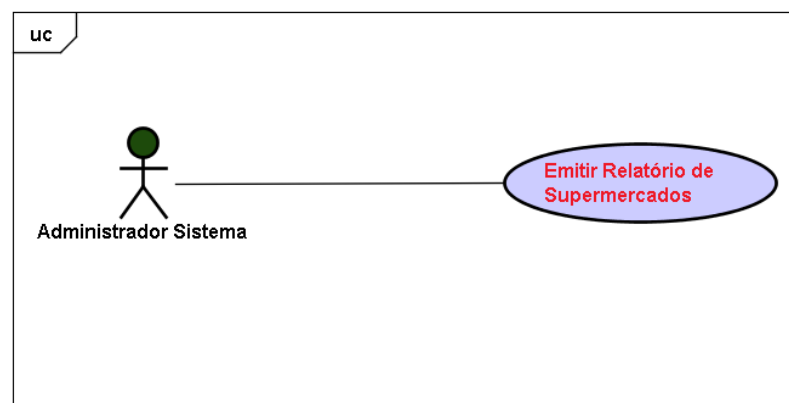 uc
Emitir Relatório de
Supermercados
Administrador Sistema